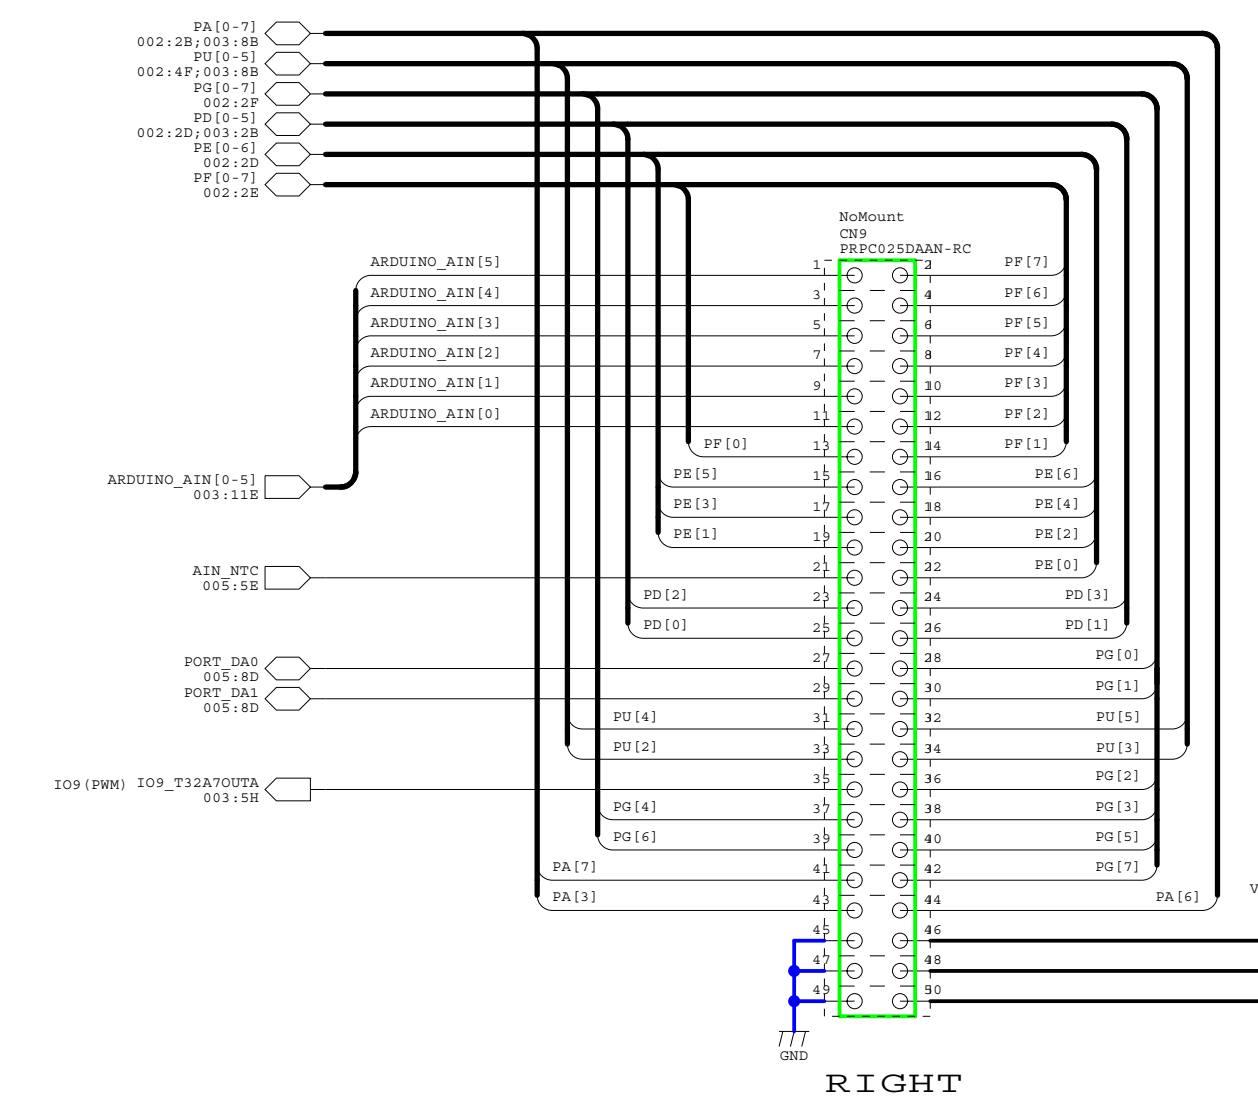 PA[0-7]
002:2B;003:8B
PU[0-5]
002:4F;003:8B
PG[0-7]
002:2F
PD[0-5]
002:2D;003:2B
PE[0-6]
002:2D
PF[0-7]
002:2E
NoMount
CN9
PRPC025DAAN-RC
ARDUINO_AIN[5] 1 2 PF[7]
ARDUINO_AIN[4] 3 4 PF[6]
ARDUINO_AIN[3] 5 6 PF[5]
ARDUINO_AIN[2] 7 8 PF[4]
ARDUINO_AIN[1] 9 10 PF[3]
ARDUINO_AIN[0] 11 12 PF[2]
PF[0] 13 14 PF[1]
ARDUINO_AIN[0-5]
003:11E
PE[5] 15 16 PE[6]
PE[3] 17 18 PE[4]
PE[1] 19 20 PE[2]
AIN_NTC 21 22 PE[0]
005:5E
PD[2] 23 24 PD[3]
PD[0] 25 26 PD[1]
PORT_DA0 27 28 PG[0]
005:8D
PORT_DA1 29 30 PG[1]
005:8D
PU[4] 31 32 PU[5]
PU[2] 33 34 PU[3]
IO9(PWM) IO9_T32A7OUTA 35 36 PG[2]
003:5H
PG[4] 37 38 PG[3]
PG[6] 39 40 PG[5]
PA[7] 41 42 PG[7]
PA[3] 43 44 PA[6]
V
45 46
47 48
49 50
GND
RIGHT